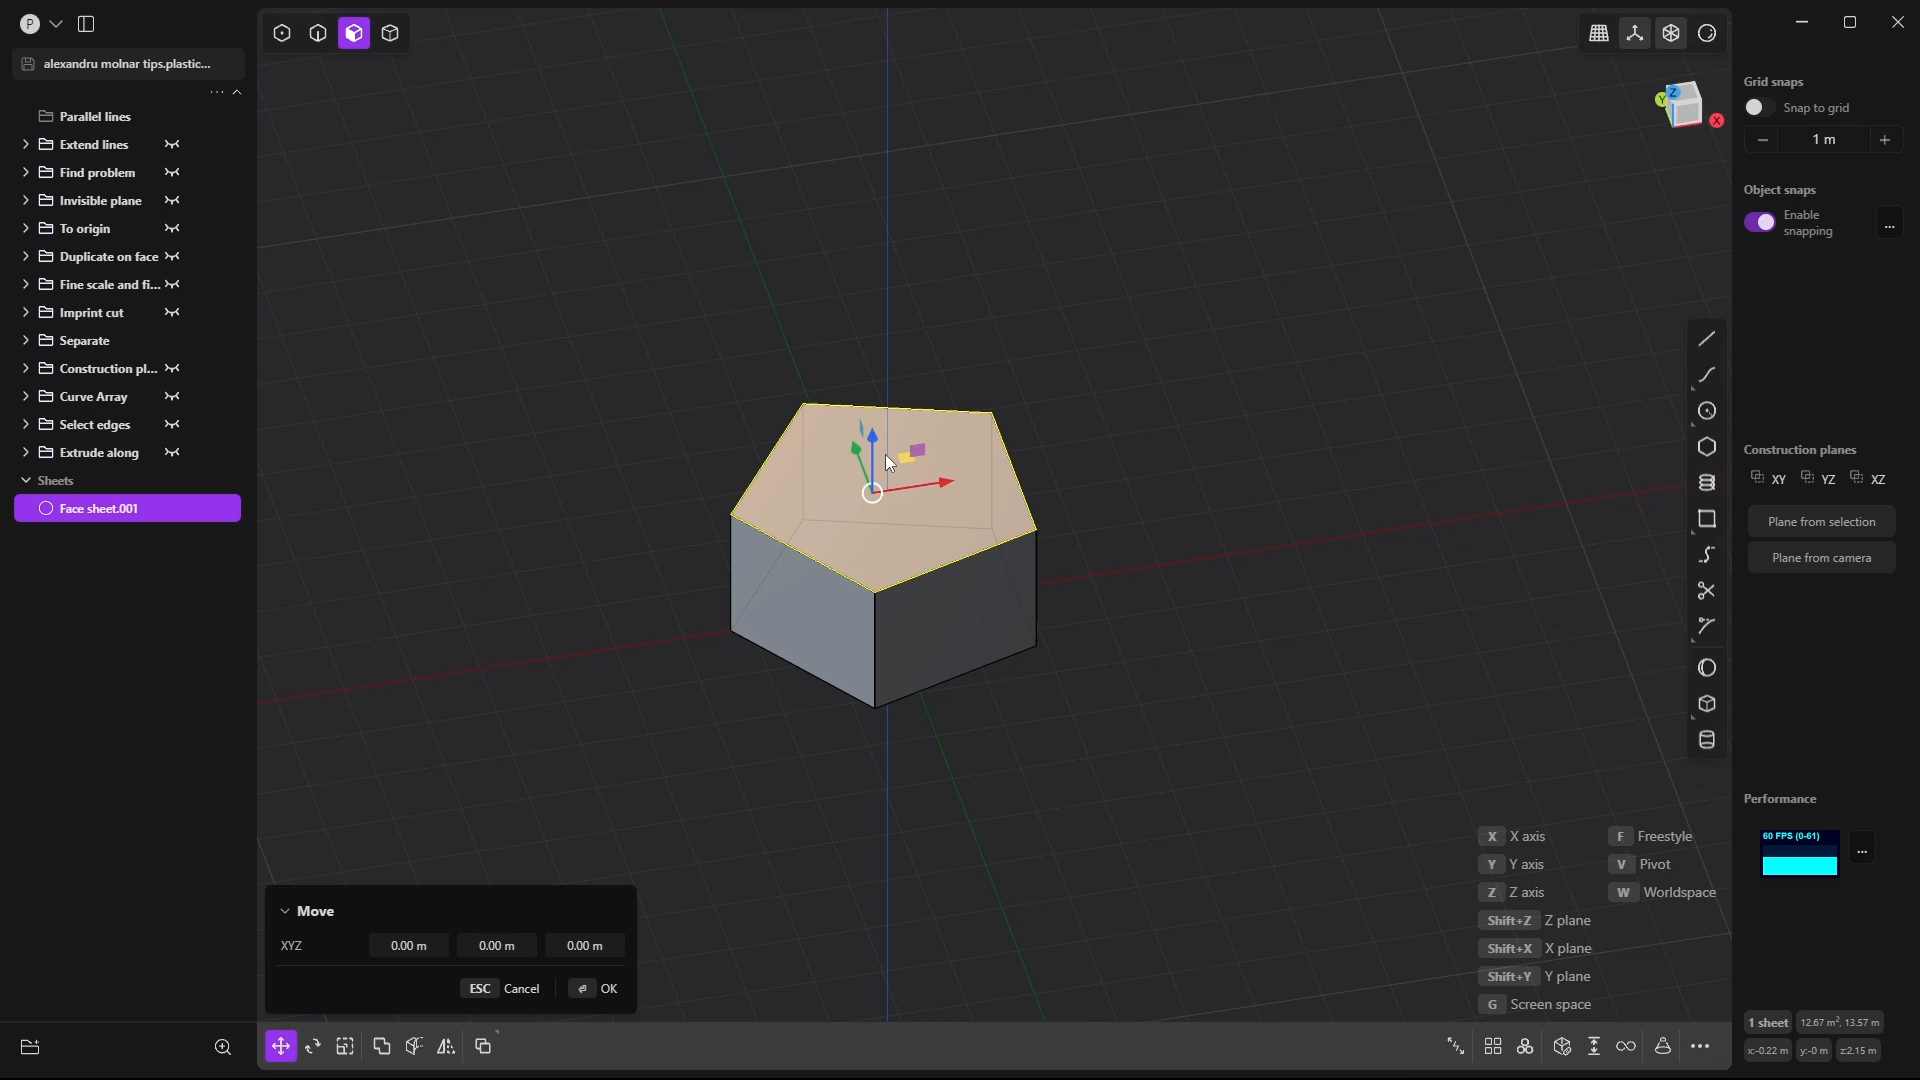 P
alexandru molnar tips.plastic...
Parallel lines
Extend lines
Find problem
Invisible plane
To origin
Duplicate on face
Fine scale and fi...
Imprint cut
Separate
Construction pl...
Curve Array
Select edges
Extrude along
Sheets
Face sheet.001
Z
Y
X
Grid snaps
Snap to grid
1 m
Object snaps
Enable
snapping
...
Construction planes
XY YZ XZ
Plane from selection
Plane from camera
Performance
60 FPS (0-61)
...
X X axis F Freestyle
Y Y axis V Pivot
Z Z axis W Worldspace
Shift+Z Z plane
Shift+X X plane
Shift+Y Y plane
G Screen space
Move
XYZ 0.00 m 0.00 m 0.00 m
ESC Cancel OK
1 sheet 12.67 m², 13.57 m
x:-0.22 m y:-0 m z:2.15 m